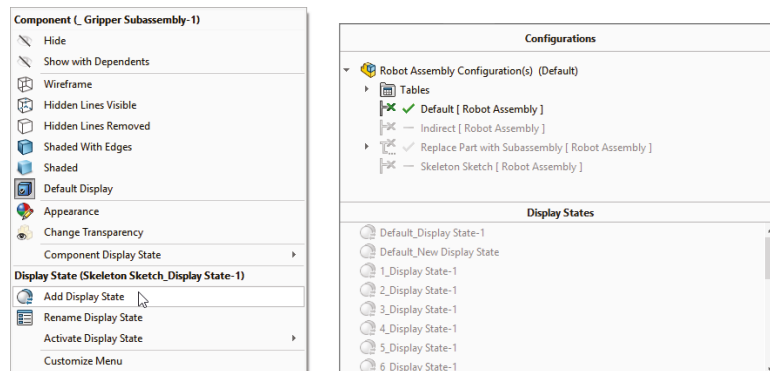 Component (_ Gripper Subassembly-1)
Hide
Show with Dependents
Wireframe
Hidden Lines Visible
Hidden Lines Removed
Shaded With Edges
Shaded
Default Display
Appearance
Change Transparency
Component Display State
Display State (Skeleton Sketch_Display State-1)
Add Display State
Rename Display State
Activate Display State
Customize Menu
Configurations
Robot Assembly Configuration(s) (Default)
Tables
Default [ Robot Assembly ]
Indirect [ Robot Assembly ]
Replace Part with Subassembly [ Robot Assembly ]
Skeleton Sketch [ Robot Assembly ]
Display States
Default_Display State-1
Default_New Display State
1_Display State-1
2_Display State-1
3_Display State-1
4_Display State-1
5_Display State-1
6_Display State-1